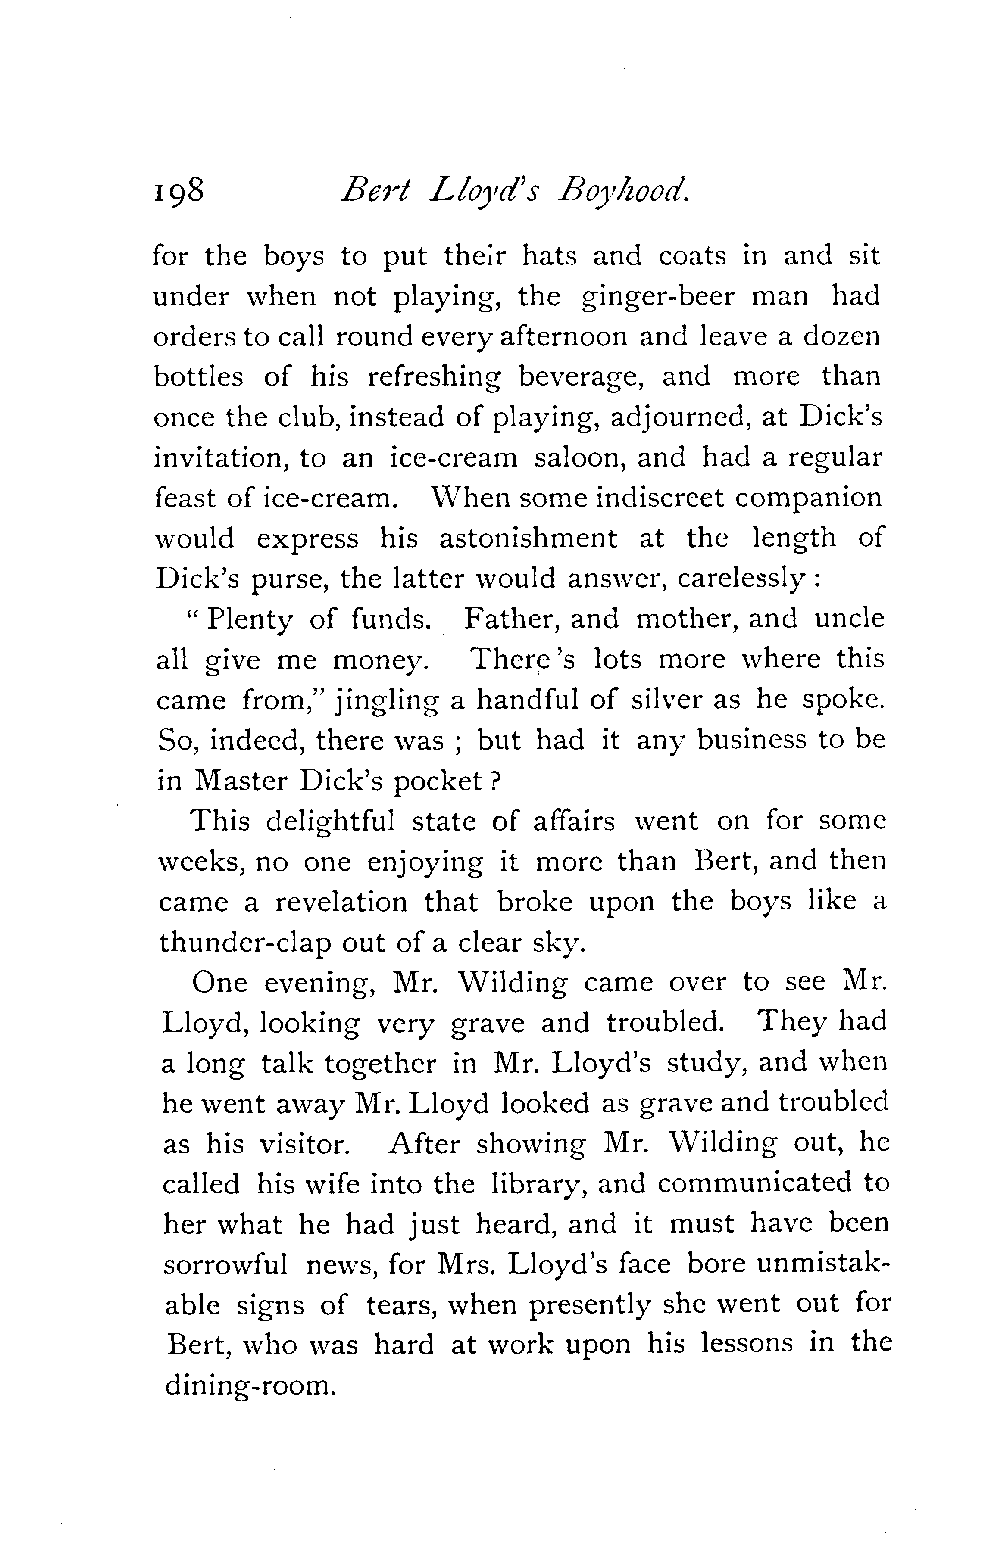 198 Bert Lloyd's Boyhood.
for the boys to put their hats and coats in and sit
under when not playing, the ginger-beer man had
orders to call round every afternoon and leave a dozen
bottles of his refreshing beverage, and more than
once the club, instead of playing, adjourned, at Dick's
invitation, to an ice-cream saloon, and had a regular
feast of ice-cream. When some indiscreet companion
would express his astonishment at the length of
Dick's purse, the latter would answer, carelessly :
“ Plenty of funds. Father, and mother, and uncle
all give me money. There 's lots more where this
came from,” jingling a handful of silver as he spoke.
So, indeed, there was ; but had it any business to be
in Master Dick's pocket ?
This delightful state of affairs went on for some
weeks, no one enjoying it more than Bert, and then
came a revelation that broke upon the boys like a
thunder-clap out of a clear sky.
One evening, Mr. Wilding came over to see Mr.
Lloyd, looking very grave and troubled. They had
a long talk together in Mr. Lloyd's study, and when
he went away Mr. Lloyd looked as grave and troubled
as his visitor. After showing Mr. Wilding out, he
called his wife into the library, and communicated to
her what he had just heard, and it must have been
sorrowful news, for Mrs. Lloyd's face bore unmistak-
able signs of tears, when presently she went out for
Bert, who was hard at work upon his lessons in the
dining-room.